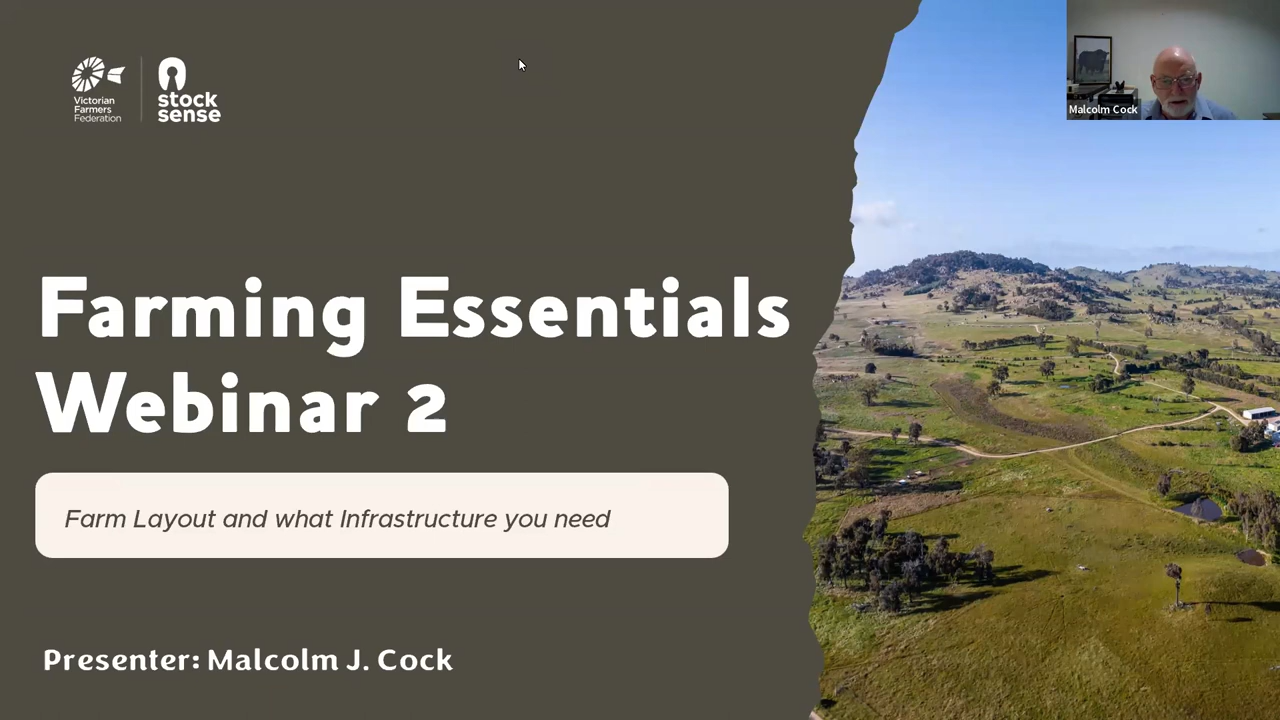 Victorian
Farmers
Federation
stock
sense
Malcolm Cock
Farming Essentials
Webinar 2
Farm Layout and what Infrastructure you need
Presenter: Malcolm J. Cock